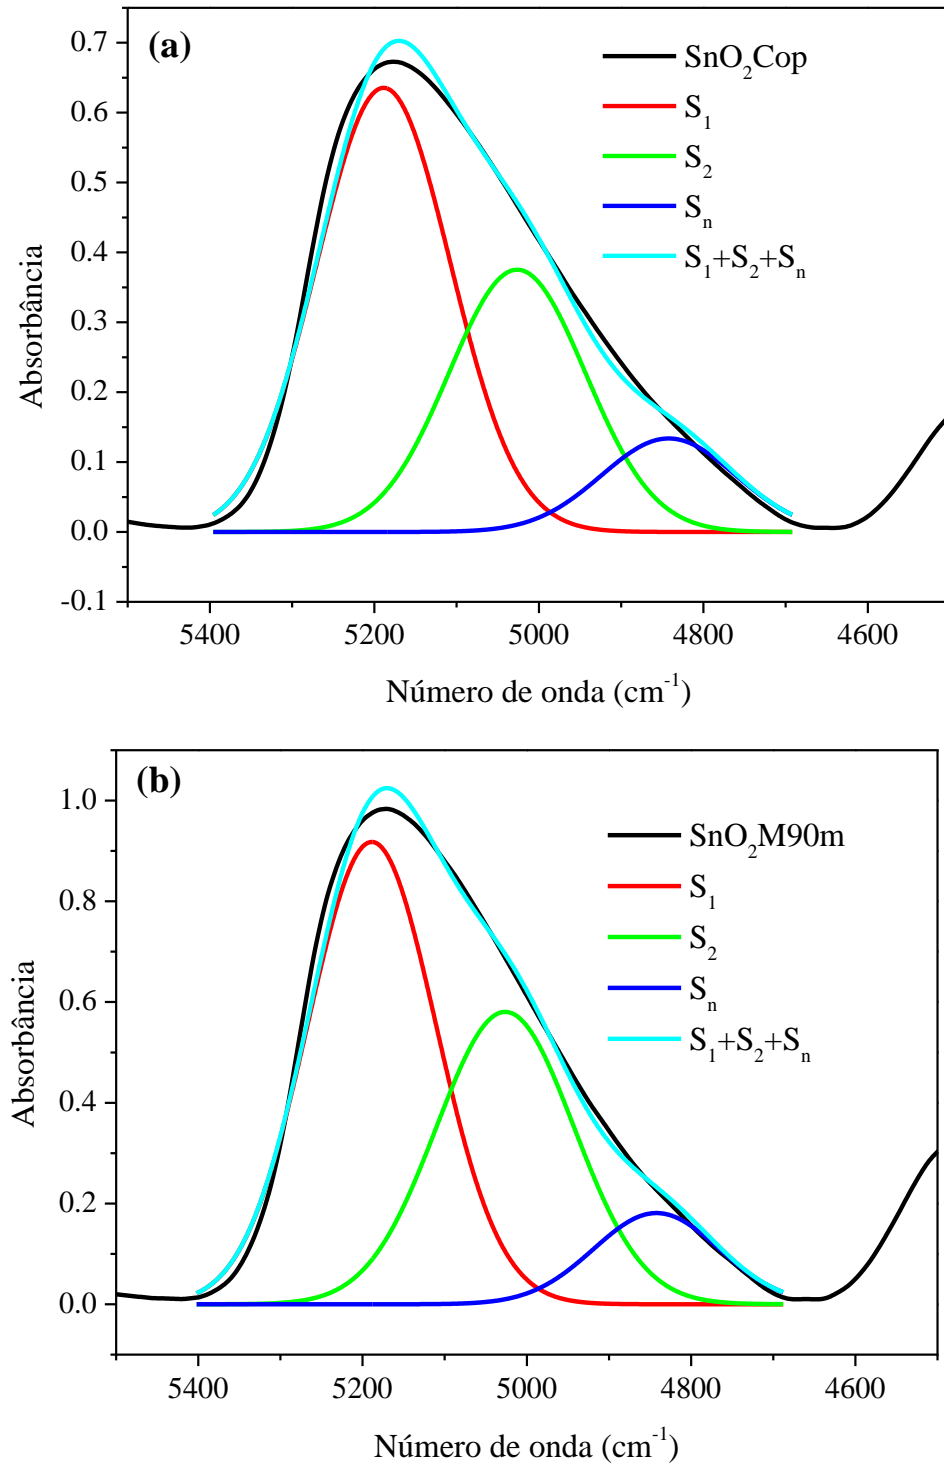 (a)
SnO2Cop
S1
S2
Sn
S1+S2+Sn
0.7
0.6
0.5
0.4
0.3
0.2
0.1
0.0
-0.1
Absorbância
5400 5200 5000 4800 4600
Número de onda (cm-1)
(b)
SnO2M90m
S1
S2
Sn
S1+S2+Sn
1.0
0.8
0.6
0.4
0.2
0.0
Absorbância
5400 5200 5000 4800 4600
Número de onda (cm-1)